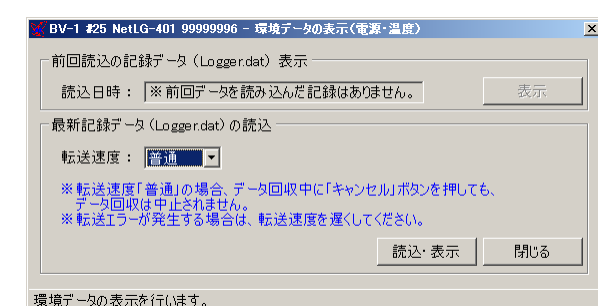 BV-1 #25 NetLG-401 99999996 - 環境データの表示(電源・温度)
前回読込の記録データ (Logger.dat) 表示
読込日時: ※前回データを読み込んだ記録はありません。 表示
最新記録データ (Logger.dat) の読込
転送速度: 普通
※転送速度「普通」の場合、データ回収中に「キャンセル」ボタンを押しても、
データ回収は中止されません。
※転送エラーが発生する場合は、転送速度を遅くしてください。
読込・表示 閉じる
環境データの表示を行います。